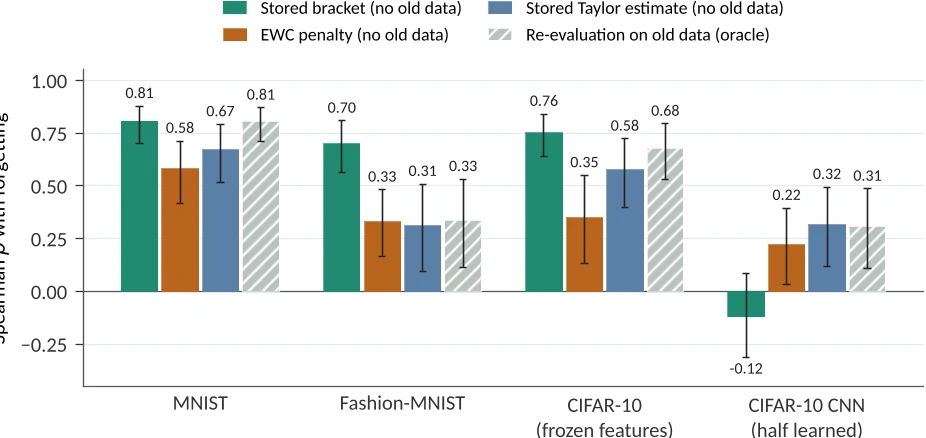 Stored bracket (no old data)
Stored Taylor estimate (no old data)
EWC penalty (no old data)
Re-evaluation on old data (oracle)
1.00
0.75
0.50
0.25
0.00
−0.25
0.81
0.58
0.67
0.81
0.70
0.33
0.31
0.33
0.76
0.35
0.58
0.68
-0.12
0.22
0.32
0.31
MNIST
Fashion-MNIST
CIFAR-10
(frozen features)
CIFAR-10 CNN
(half learned)
Spearman ρ with forgetting